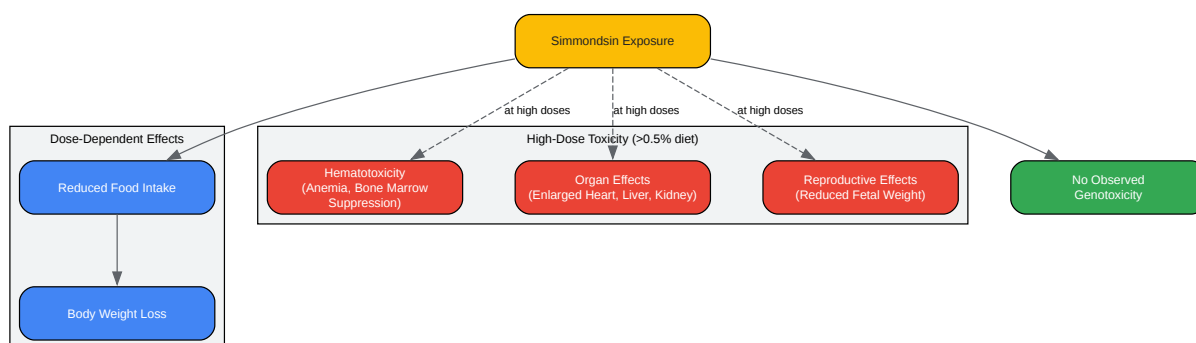 Simmondsin Exposure
at high doses
at high doses
at high doses
Dose-Dependent Effects
Reduced Food Intake
Body Weight Loss
High-Dose Toxicity (>0.5% diet)
Hematotoxicity
(Anemia, Bone Marrow
Suppression)
Organ Effects
(Enlarged Heart, Liver, Kidney)
Reproductive Effects
(Reduced Fetal Weight)
No Observed
Genotoxicity